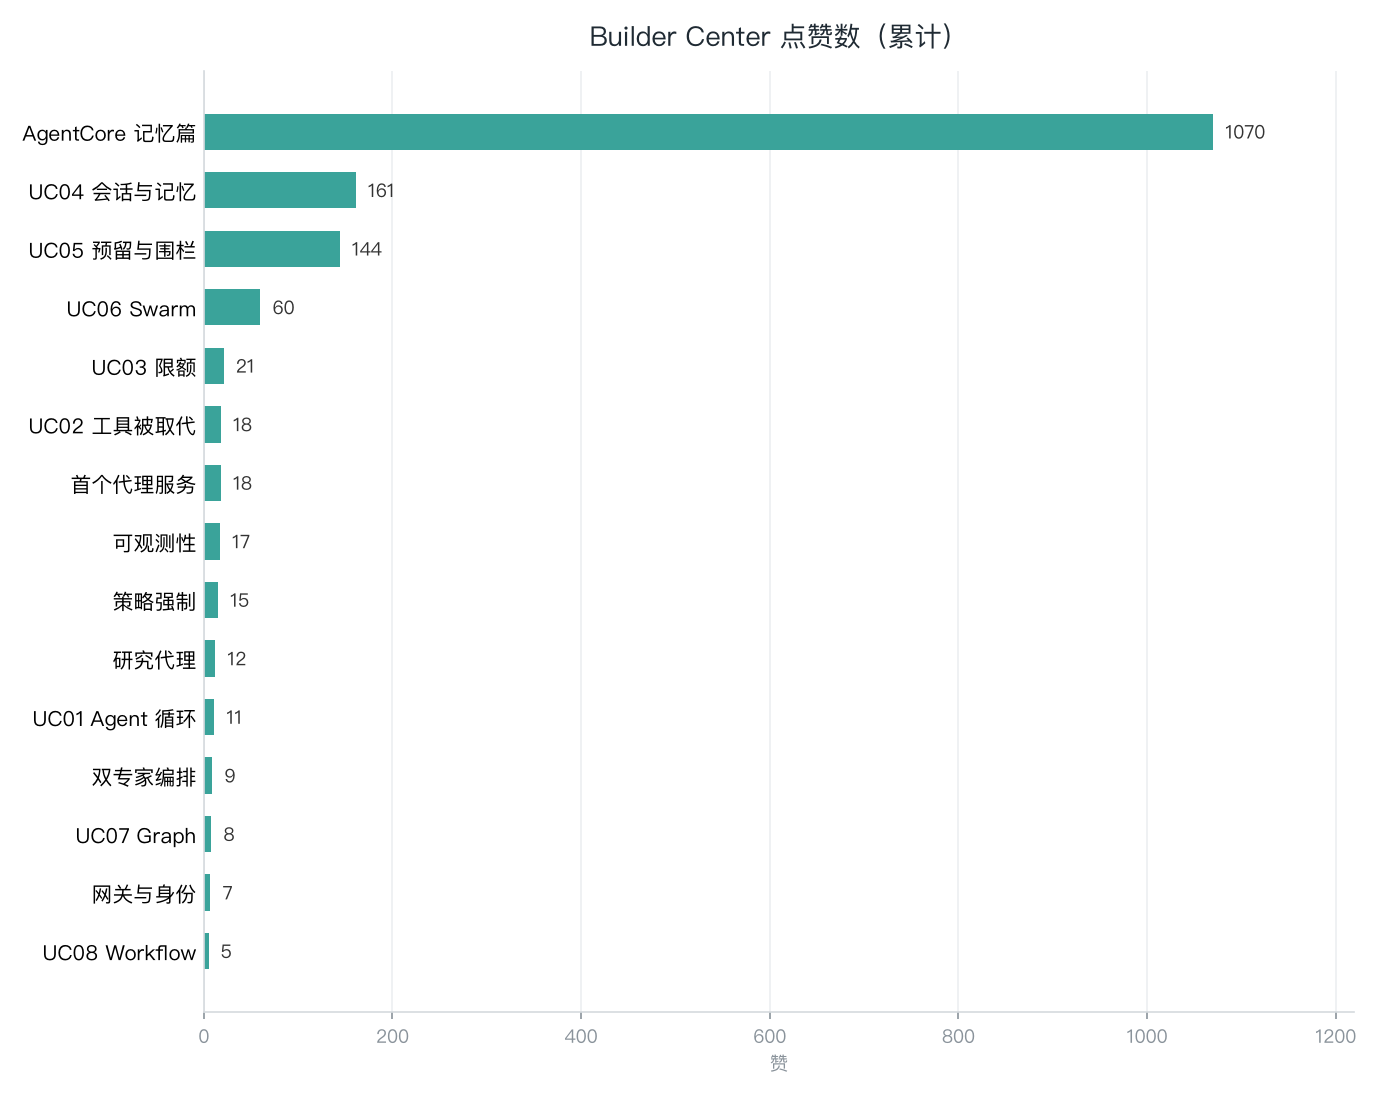 Builder Center 点赞数（累计）
AgentCore 记忆篇 1070
UC04 会话与记忆 161
UC05 预留与围栏 144
UC06 Swarm 60
UC03 限额 21
UC02 工具被取代 18
首个代理服务 18
可观测性 17
策略强制 15
研究代理 12
UC01 Agent 循环 11
双专家编排 9
UC07 Graph 8
网关与身份 7
UC08 Workflow 5
0 200 400 600 800 1000 1200
赞